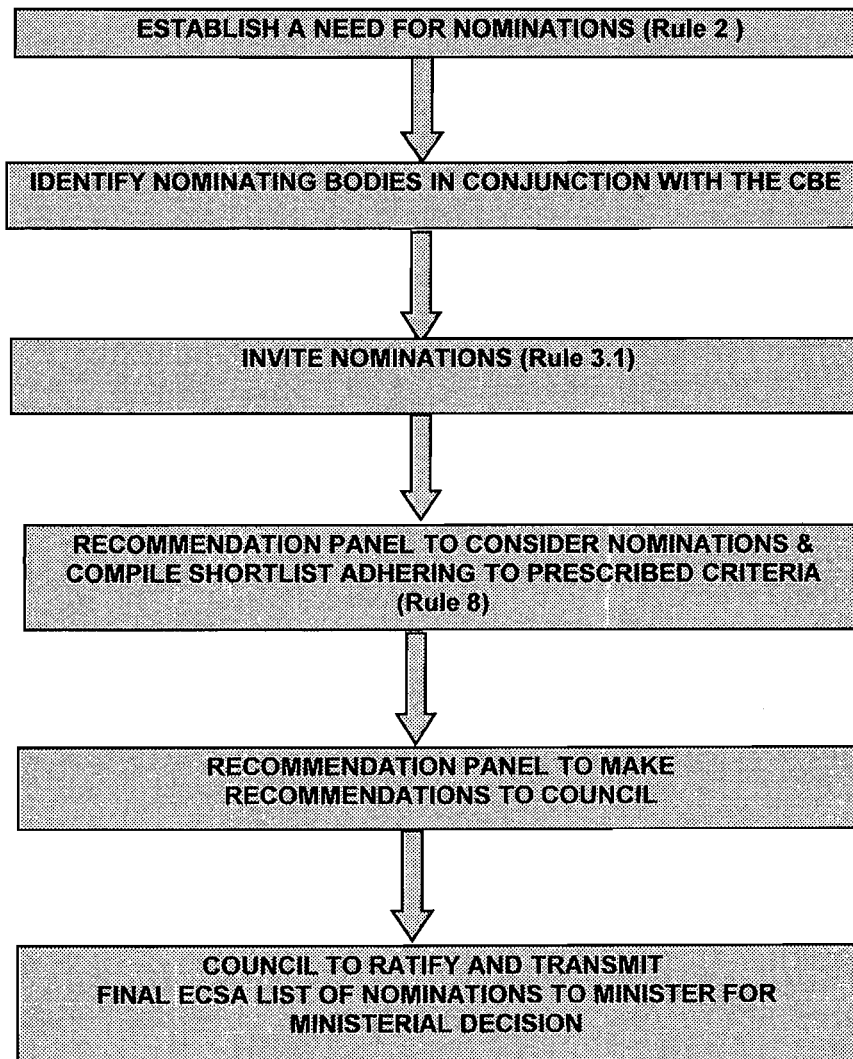 ESTABLISH A NEED FOR NOMINATIONS (Rule 2 )
IDENTIFY NOMINATING BODIES IN CONJUNCTION WITH THE CBE
INVITE NOMINATIONS (Rule 3.1)
RECOMMENDATION PANEL TO CONSIDER NOMINATIONS &
COMPILE SHORTLIST ADHERING TO PRESCRIBED CRITERIA
(Rule 8)
RECOMMENDATION PANEL TO MAKE
RECOMMENDATIONS TO COUNCIL
COUNCIL TO RATIFY AND TRANSMIT
FINAL ECSA LIST OF NOMINATIONS TO MINISTER FOR
MINISTERIAL DECISION